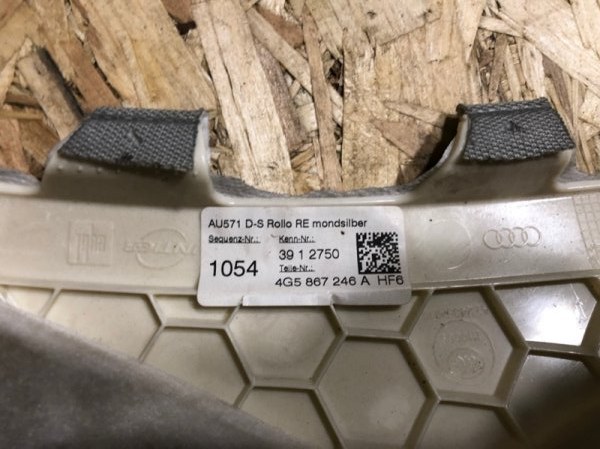 AU571 D-S Rollo RE mondsilber
Sequenz-Nr.: Kenn-Nr.:
1054 39 1 2750
Teile-Nr.:
4G5 867 246 A HF6